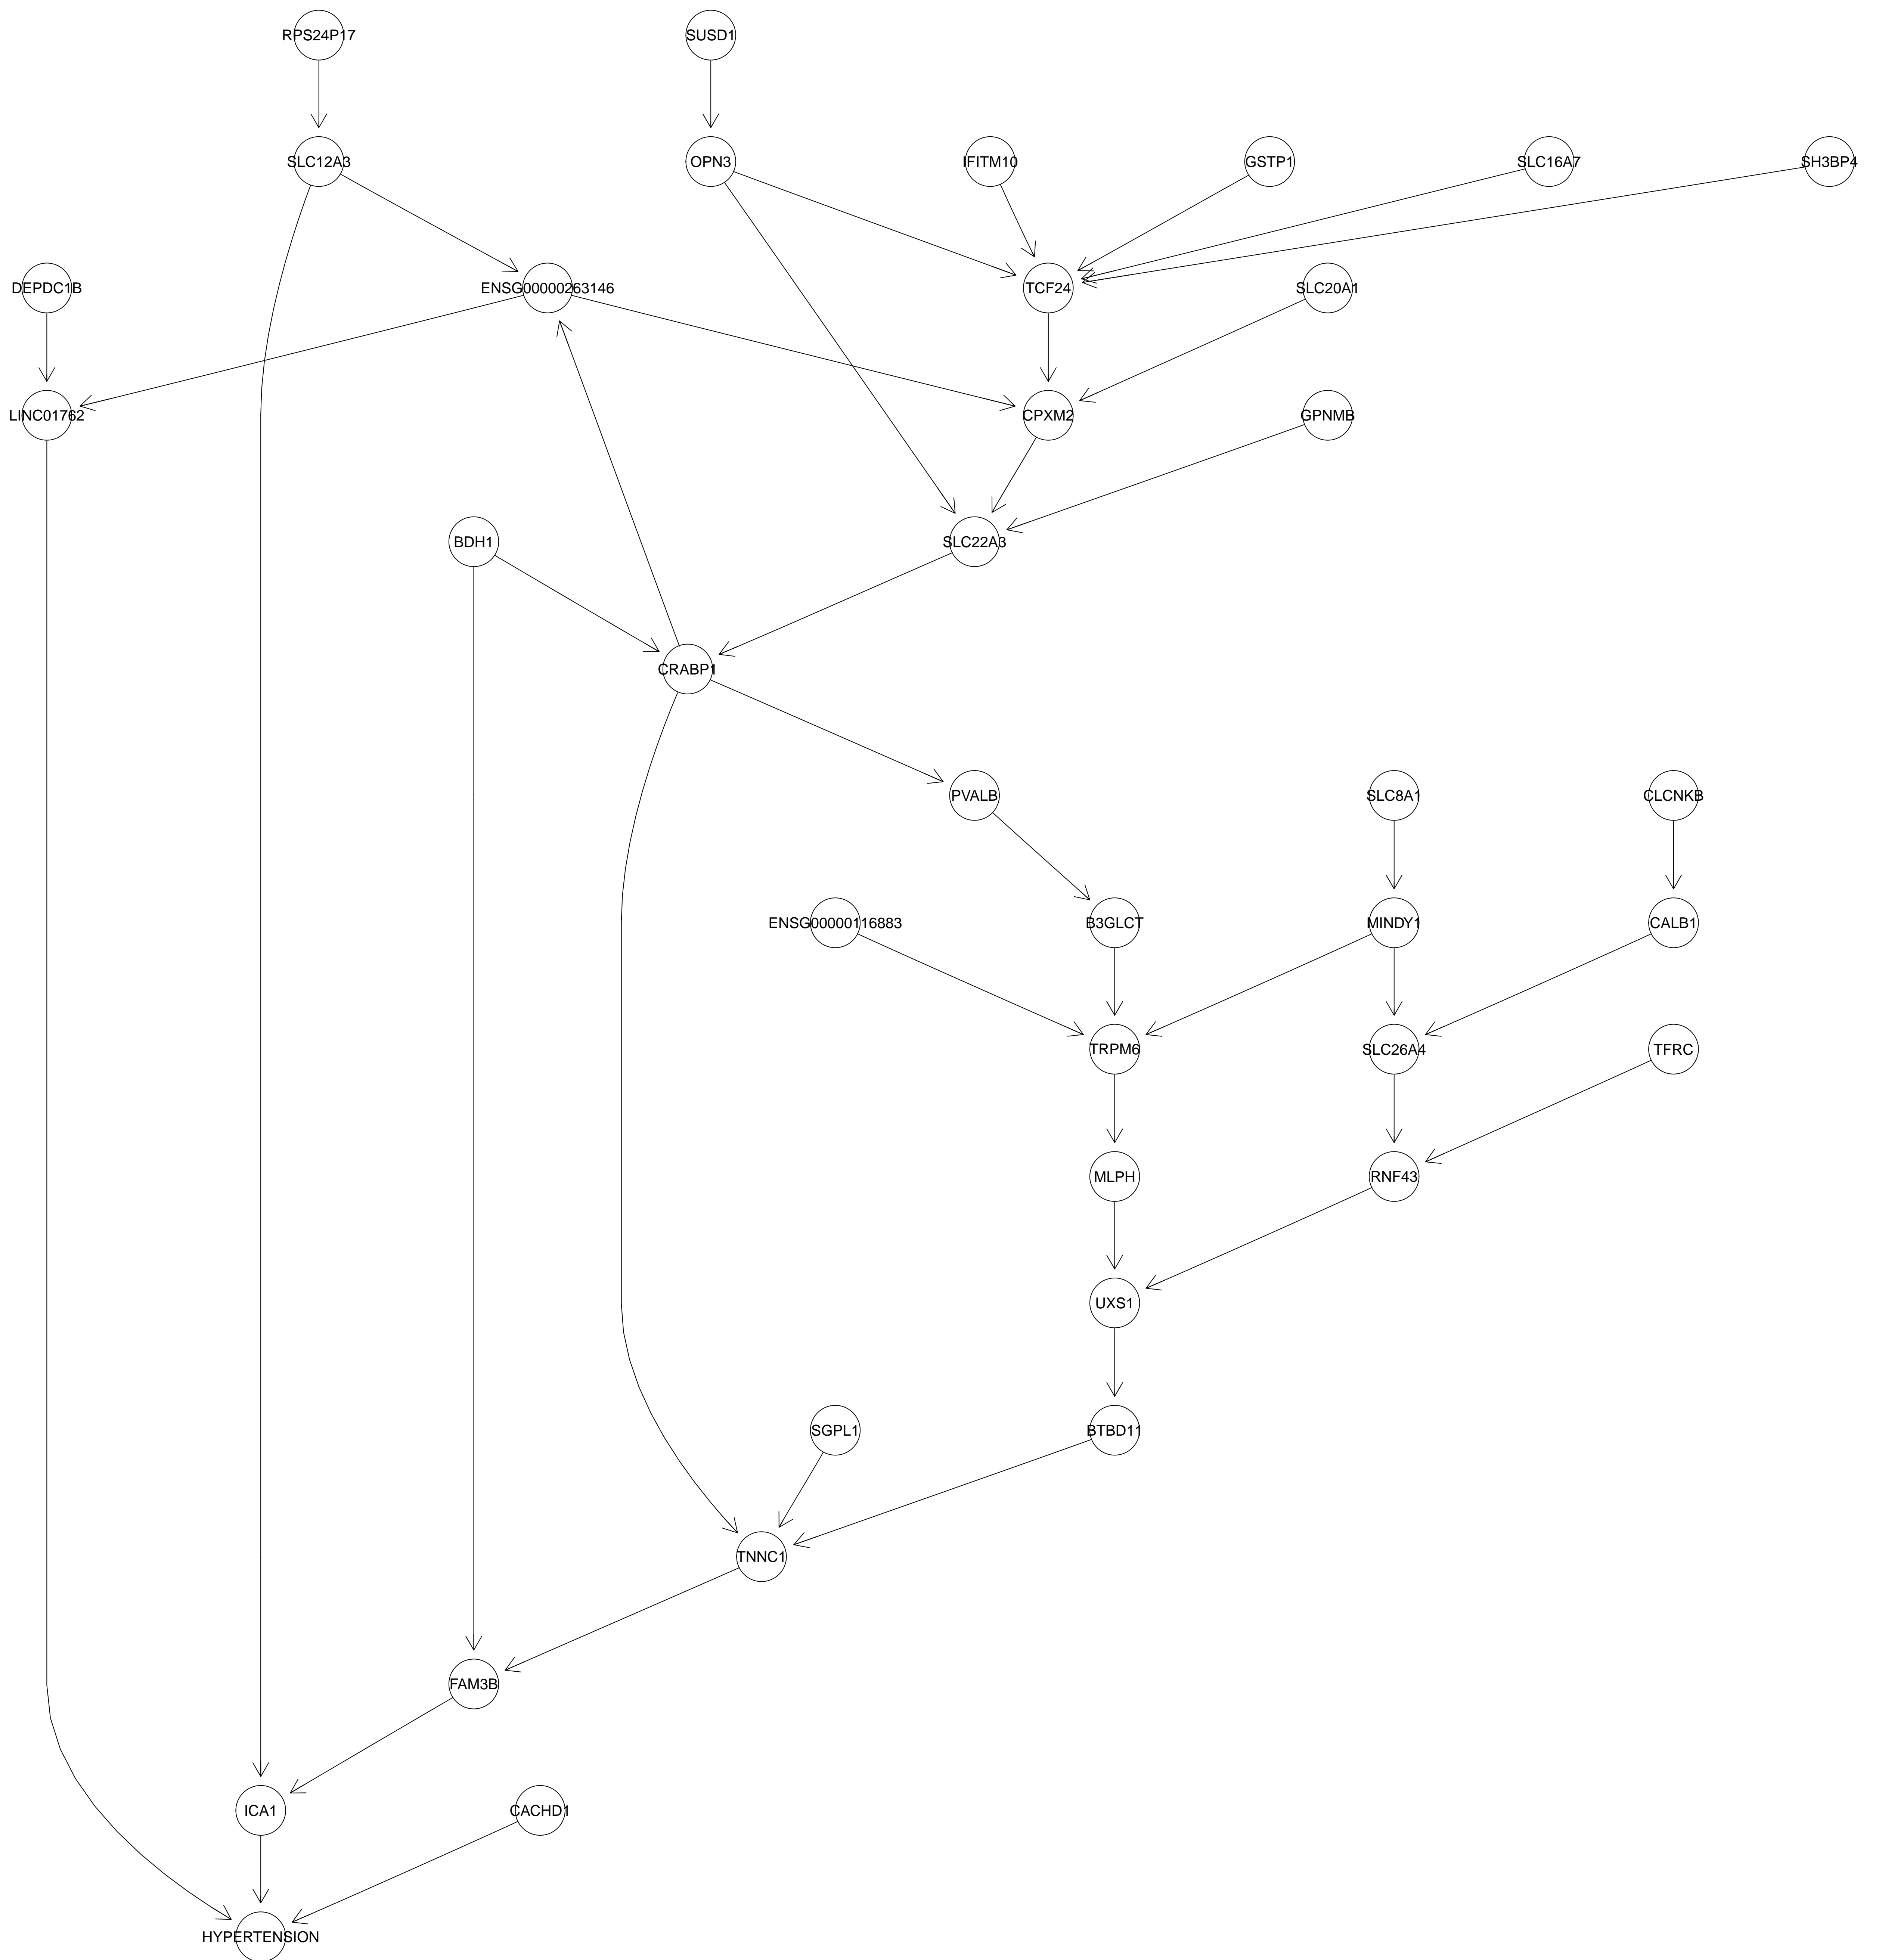 RPS24P17
SUSD1
SLC12A3
OPN3
IFITM10
GSTP1
SLC16A7
SH3BP4
DEPDC1B
ENSG00000263146
TCF24
SLC20A1
LINC01762
CPXM2
GPNMB
BDH1
SLC22A3
CRABP1
PVALB
SLC8A1
CLCNKB
ENSG00000116883
B3GLCT
MINDY1
CALB1
TRPM6
SLC26A4
TFRC
MLPH
RNF43
UXS1
SGPL1
BTBD11
TNNC1
FAM3B
ICA1
CACHD1
HYPERTENSION